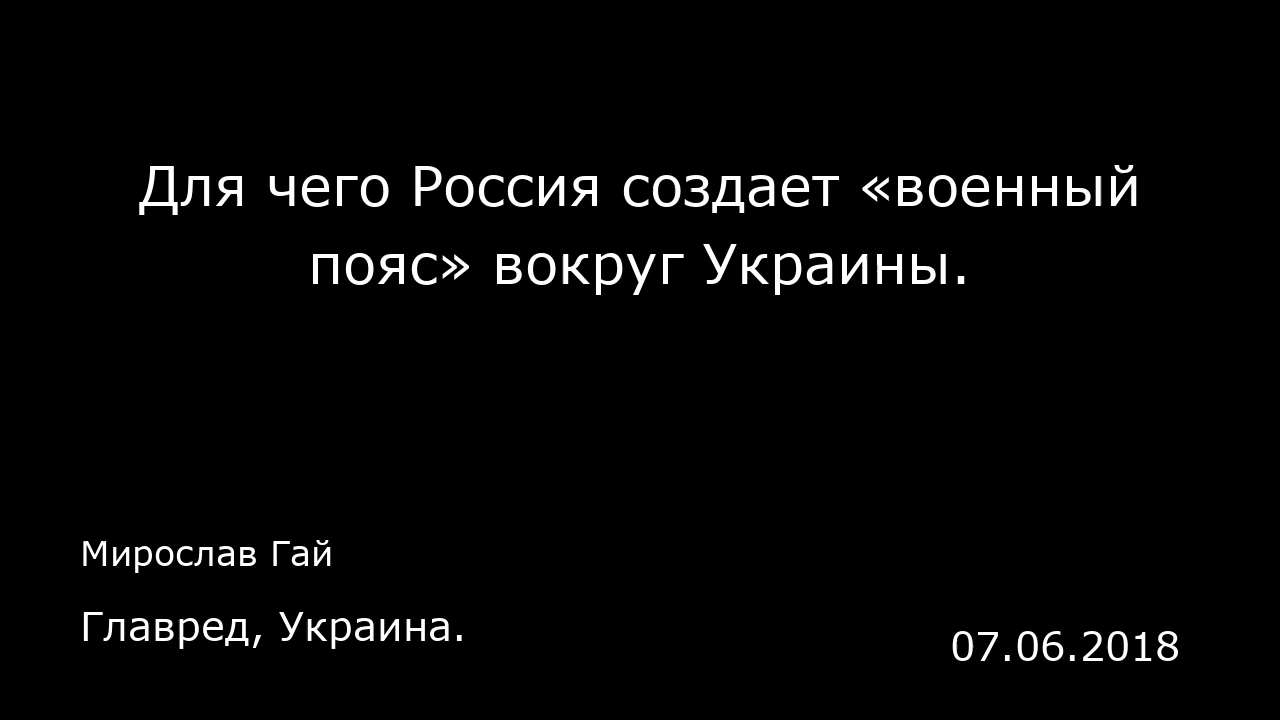 Для чего Россия создает «военный
пояс» вокруг Украины.
Мирослав Гай
Главред, Украина.
07.06.2018